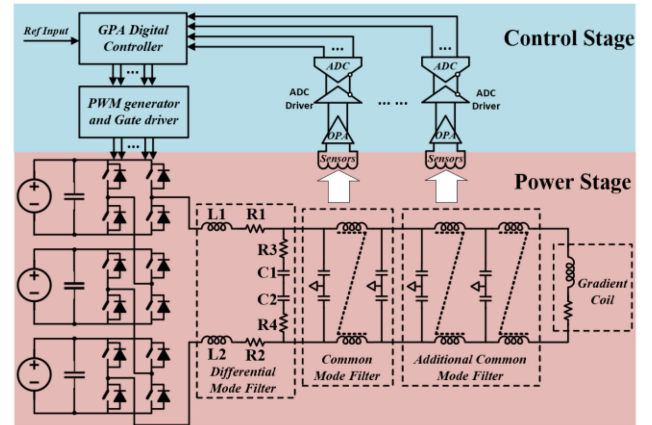 Ref Input
GPA Digital
Controller
PWM generator
and Gate driver
...
...
...
...
... ...
ADC
ADC
Driver
OPA
Sensors
ADC
ADC
Driver
OPA
Sensors
Control Stage
Power Stage
L1 R1
R3
C1
C2
R4
L2 R2
Differential
Mode Filter
Common
Mode Filter
Additional Common
Mode Filter
Gradient
Coil